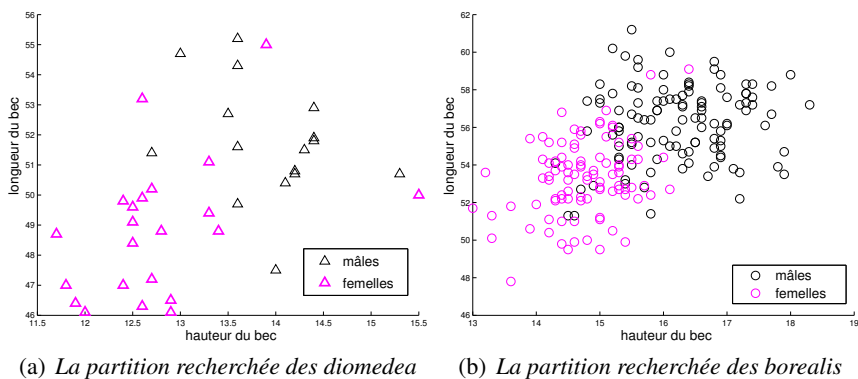 56
55
54
53
52
51
50
49
48
47
46
11.5 12 12.5 13 13.5 14 14.5 15 15.5
longueur du bec
hauteur du bec
mâles
femelles
(a) La partition recherchée des diomedea
62
60
58
56
54
52
50
48
46
13 14 15 16 17 18 19
longueur du bec
hauteur du bec
mâles
femelles
(b) La partition recherchée des borealis